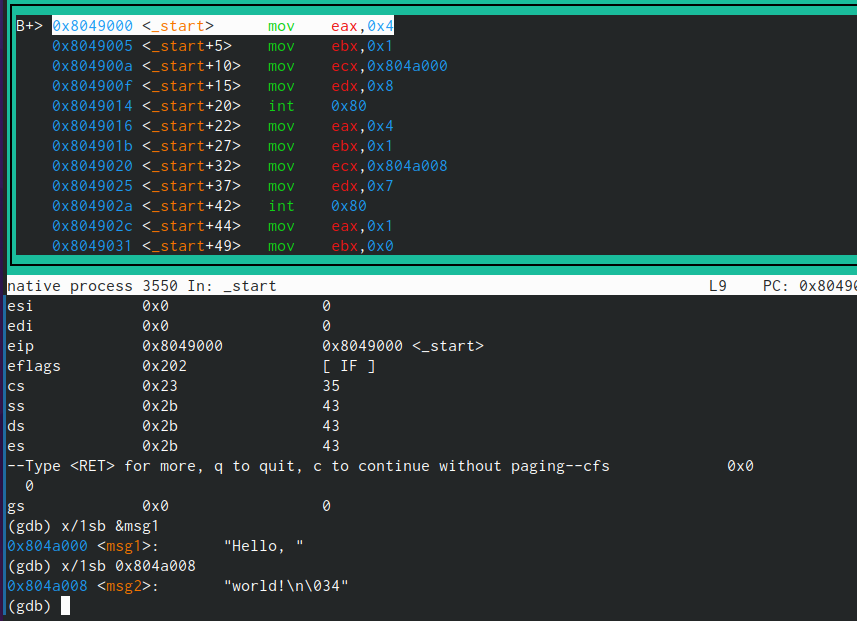 B+> 0x8049000 <_start> mov eax,0x4
0x8049005 <_start+5> mov ebx,0x1
0x804900a <_start+10> mov ecx,0x804a000
0x804900f <_start+15> mov edx,0x8
0x8049014 <_start+20> int 0x80
0x8049016 <_start+22> mov eax,0x4
0x804901b <_start+27> mov ebx,0x1
0x8049020 <_start+32> mov ecx,0x804a008
0x8049025 <_start+37> mov edx,0x7
0x804902a <_start+42> int 0x80
0x804902c <_start+44> mov eax,0x1
0x8049031 <_start+49> mov ebx,0x0
native process 3550 In: _start L9 PC: 0x80490
esi 0x0 0
edi 0x0 0
eip 0x8049000 0x8049000 <_start>
eflags 0x202 [ IF ]
cs 0x23 35
ss 0x2b 43
ds 0x2b 43
es 0x2b 43
--Type <RET> for more, q to quit, c to continue without paging--cfs 0x0
0
gs 0x0 0
(gdb) x/1sb &msg1
0x804a000 <msg1>: "Hello, "
(gdb) x/1sb 0x804a008
0x804a008 <msg2>: "world!\n\034"
(gdb)